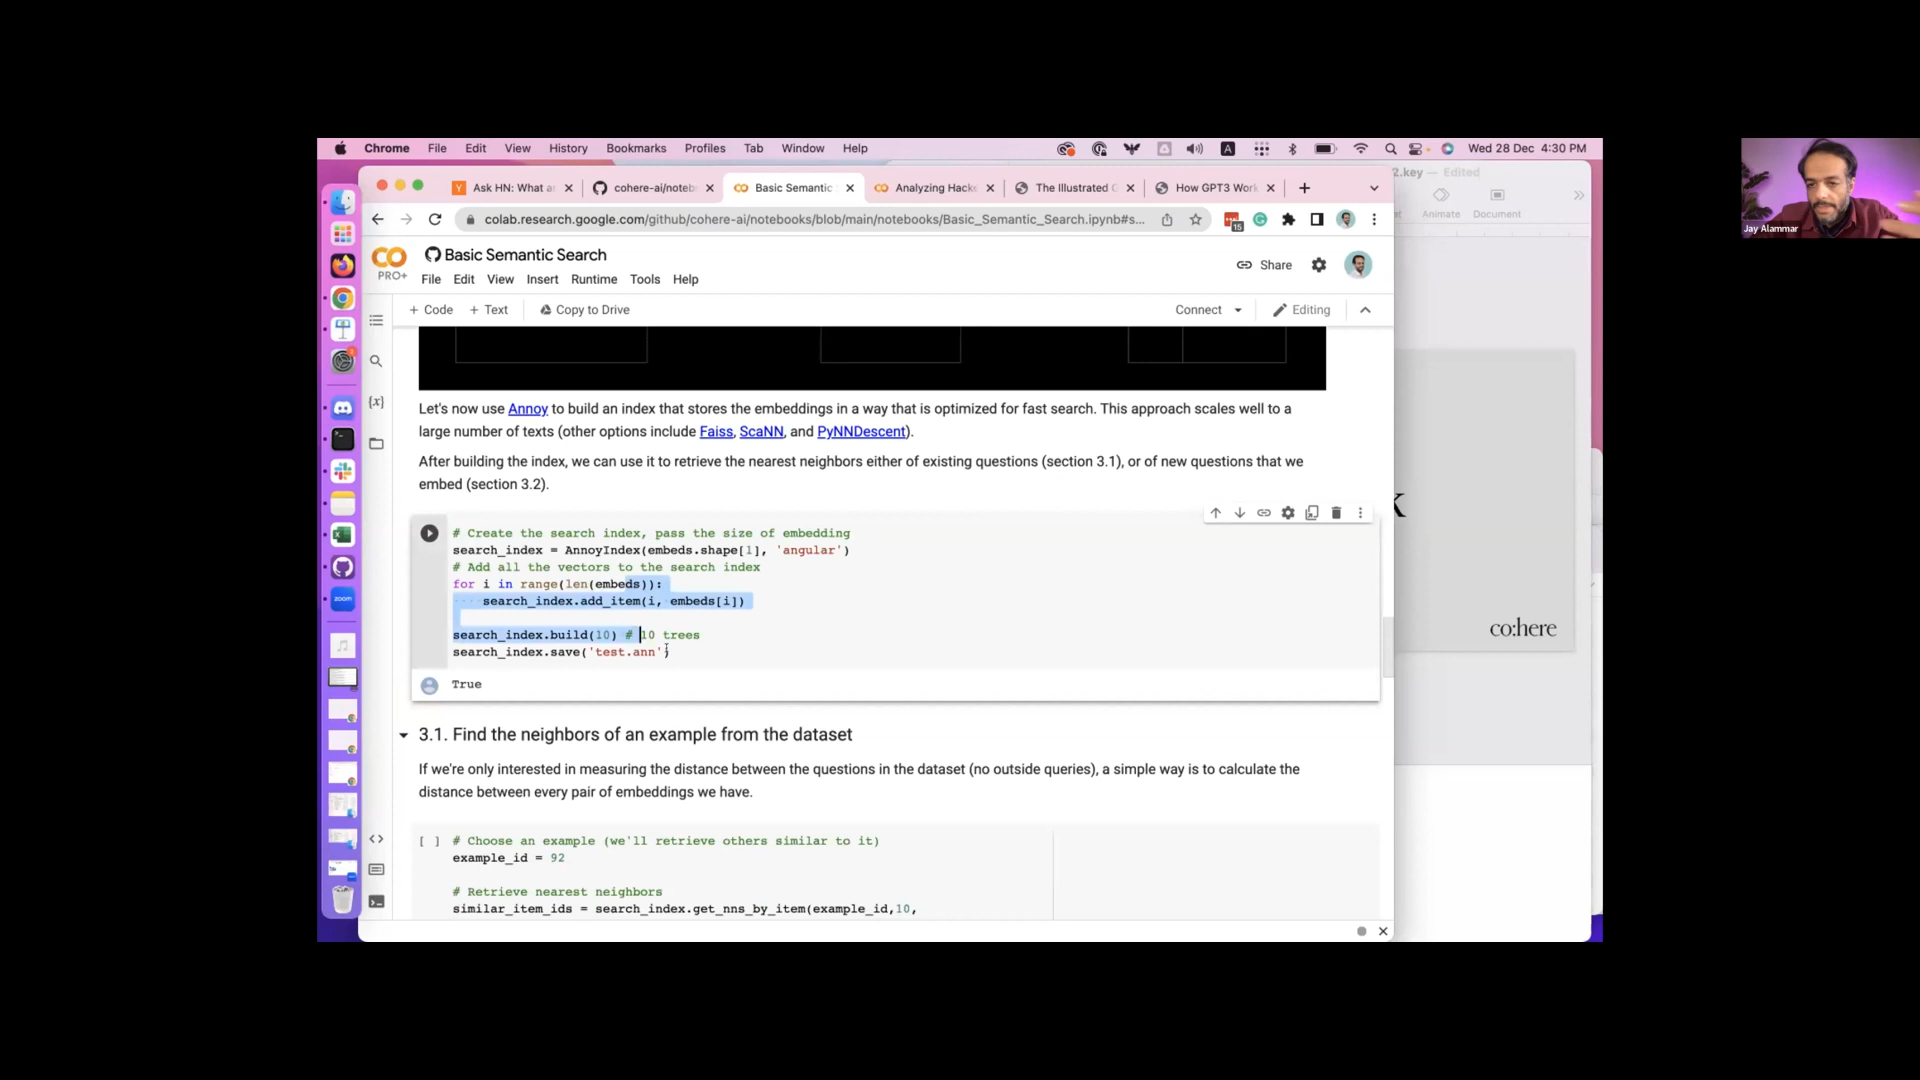 Chrome File Edit View History Bookmarks Profiles Tab Window Help
A
Wed 28 Dec 4:30 PM
Jay Alammar
Ask HN: What a
cohere-ai/noteb
Basic Semantic
Analyzing Hack
The Illustrated
How GPT3 Work
2.key — Edited
Animate Document
colab.research.google.com/github/cohere-ai/notebooks/blob/main/notebooks/Basic_Semantic_Search.ipynb#s...
15
CO
PRO+
Basic Semantic Search
File Edit View Insert Runtime Tools Help
Share
+ Code + Text Copy to Drive
Connect
Editing
{x}
Let's now use Annoy to build an index that stores the embeddings in a way that is optimized for fast search. This approach scales well to a
large number of texts (other options include Faiss, ScaNN, and PyNNDescent).
After building the index, we can use it to retrieve the nearest neighbors either of existing questions (section 3.1), or of new questions that we
embed (section 3.2).
# Create the search index, pass the size of embedding
search_index = AnnoyIndex(embeds.shape[1], 'angular')
# Add all the vectors to the search index
for i in range(len(embeds)):
search_index.add_item(i, embeds[i])
search_index.build(10) # 10 trees
search_index.save('test.ann')
True
3.1. Find the neighbors of an example from the dataset
If we're only interested in measuring the distance between the questions in the dataset (no outside queries), a simple way is to calculate the
distance between every pair of embeddings we have.
[ ] # Choose an example (we'll retrieve others similar to it)
example_id = 92
# Retrieve nearest neighbors
similar_item_ids = search_index.get_nns_by_item(example_id,10,
co:here
zoom